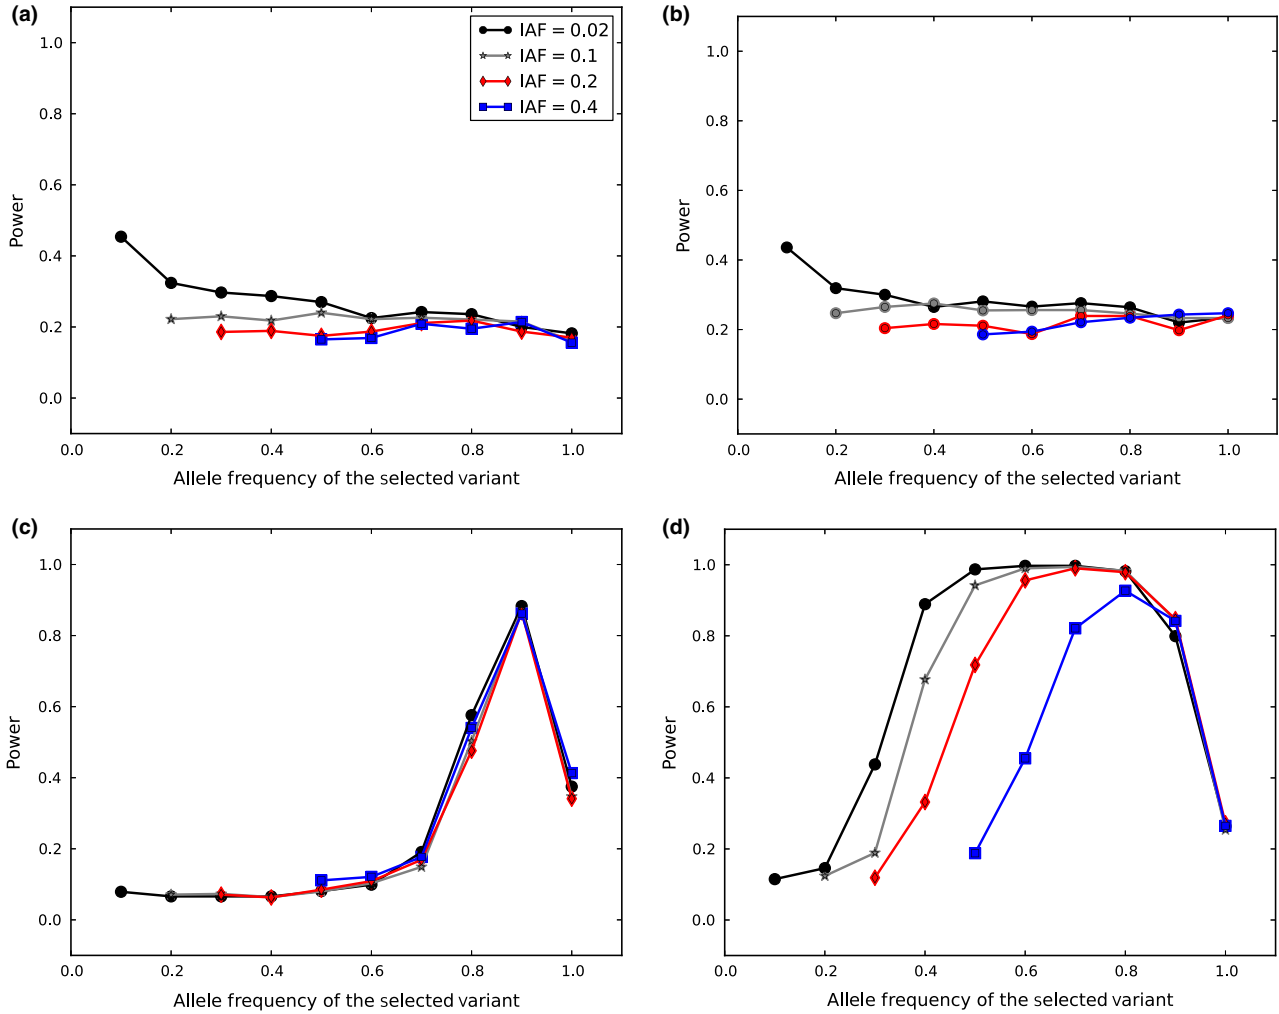 (a)
IAF = 0.02
IAF = 0.1
IAF = 0.2
IAF = 0.4
1.0
0.8
0.6
0.4
0.2
0.0
Power
0.0 0.2 0.4 0.6 0.8 1.0
Allele frequency of the selected variant
(b)
1.0
0.8
0.6
0.4
0.2
0.0
Power
0.0 0.2 0.4 0.6 0.8 1.0
Allele frequency of the selected variant
(c)
1.0
0.8
0.6
0.4
0.2
0.0
Power
0.0 0.2 0.4 0.6 0.8 1.0
Allele frequency of the selected variant
(d)
1.0
0.8
0.6
0.4
0.2
0.0
Power
0.0 0.2 0.4 0.6 0.8 1.0
Allele frequency of the selected variant